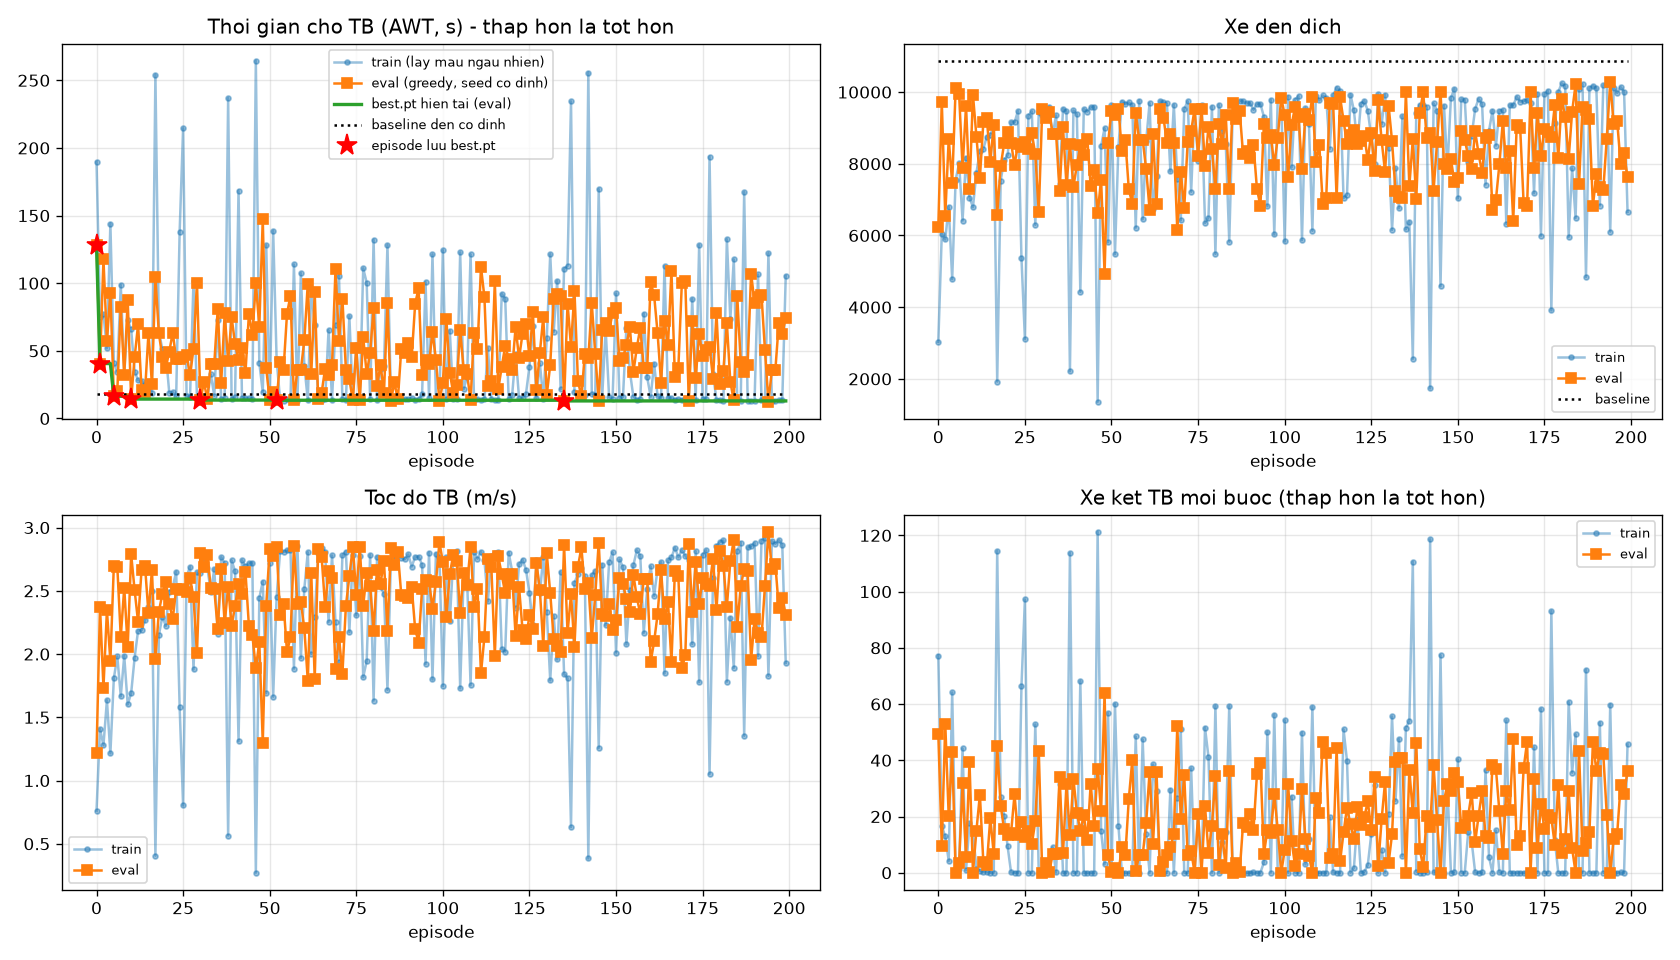 Thoi gian cho TB (AWT, s) - thap hon la tot hon
250
200
150
100
50
0
train (lay mau ngau nhien)
eval (greedy, seed co dinh)
best.pt hien tai (eval)
baseline den co dinh
episode luu best.pt
0 25 50 75 100 125 150 175 200
episode
Xe den dich
10000
8000
6000
4000
2000
train
eval
baseline
0 25 50 75 100 125 150 175 200
episode
Toc do TB (m/s)
3.0
2.5
2.0
1.5
1.0
0.5
train
eval
0 25 50 75 100 125 150 175 200
episode
Xe ket TB moi buoc (thap hon la tot hon)
120
100
80
60
40
20
0
train
eval
0 25 50 75 100 125 150 175 200
episode